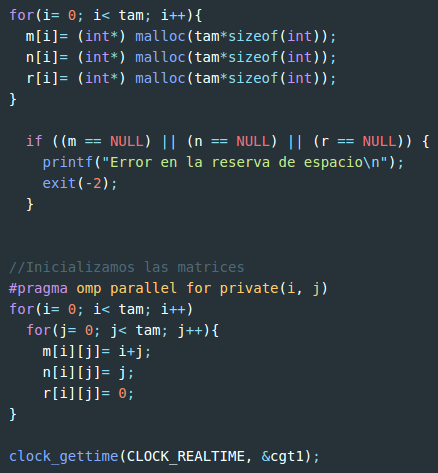 for(i= 0; i< tam; i++){
  m[i]= (int*) malloc(tam*sizeof(int));
  n[i]= (int*) malloc(tam*sizeof(int));
  r[i]= (int*) malloc(tam*sizeof(int));
}
  if ((m == NULL) || (n == NULL) || (r == NULL)) {
    printf("Error en la reserva de espacio\n");
    exit(-2);
  }
//Inicializamos las matrices
#pragma omp parallel for private(i, j)
for(i= 0; i< tam; i++)
  for(j= 0; j< tam; j++){
    m[i][j]= i+j;
    n[i][j]= j;
    r[i][j]= 0;
}
clock_gettime(CLOCK_REALTIME, &cgt1);